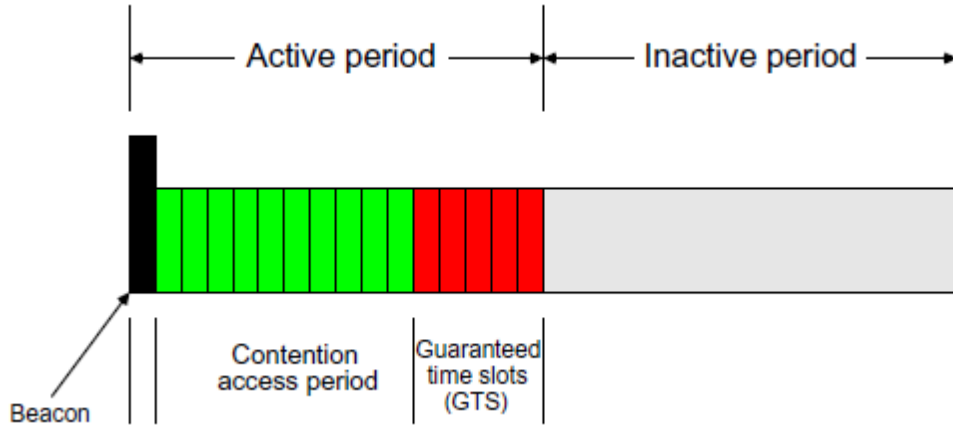 Active period
Inactive period
Contention
access period
Guaranteed
time slots
(GTS)
Beacon